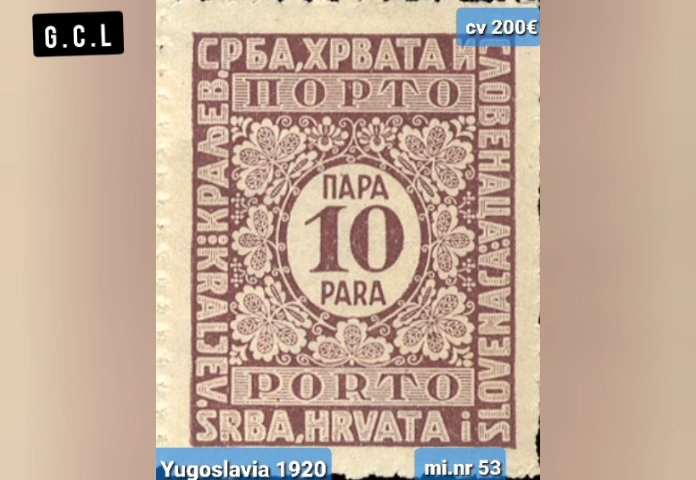 G.C.L
cv 200€
СРБА, ХРВАТА И
СЛОВЕНАЦА
КРАЉЕВ.
ПОРТО
ПАРА
10
PARA
PORTO
KRALJEV.
SRBA, HRVATA i
SLOVENACA
Yugoslavia 1920
mi.nr 53